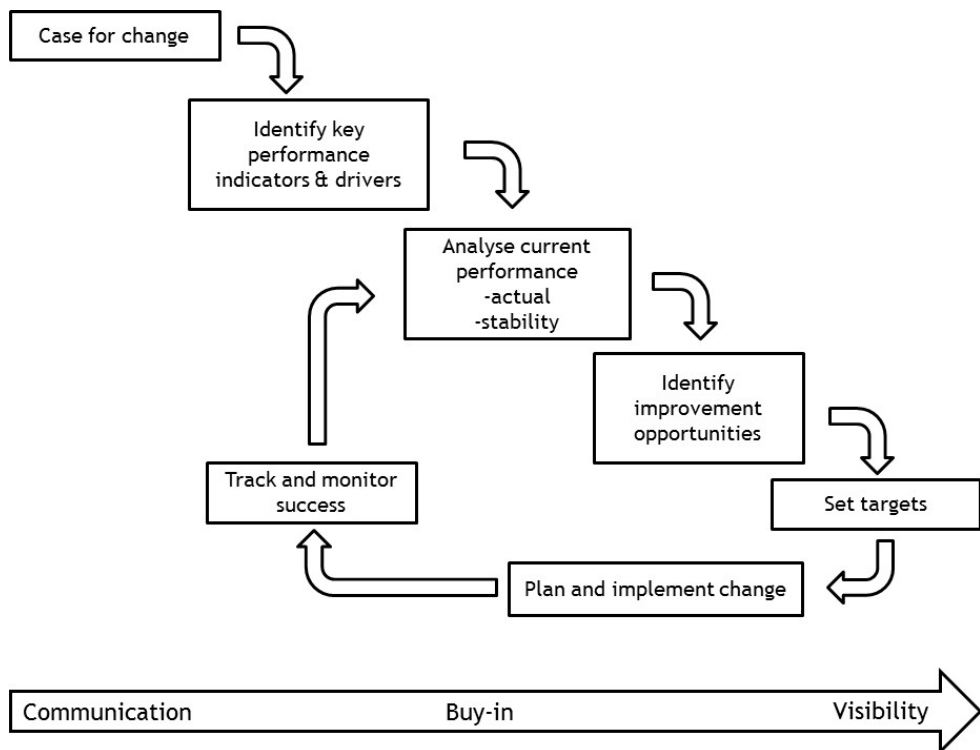 Case for change
Identify key
performance
indicators & drivers
Analyse current
performance
-actual
-stability
Identify
improvement
opportunities
Set targets
Plan and implement change
Track and monitor
success
Communication
Buy-in
Visibility